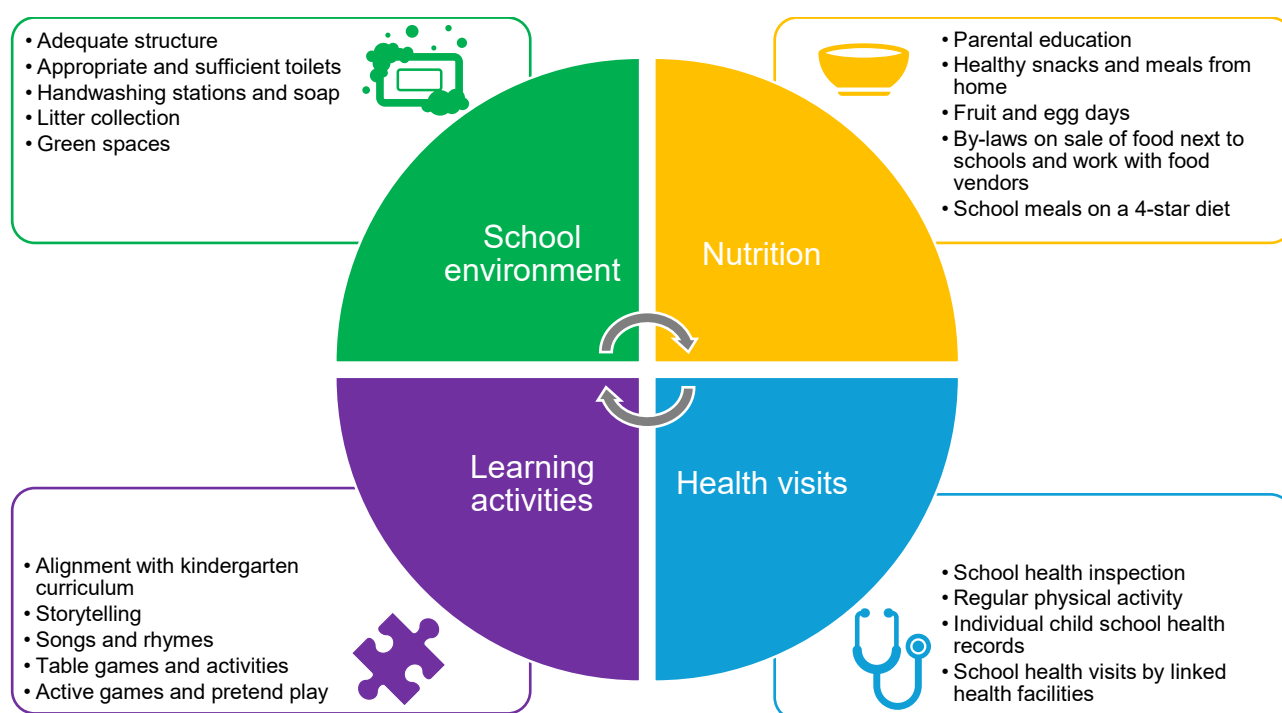 • Adequate structure
• Appropriate and sufficient toilets
• Handwashing stations and soap
• Litter collection
• Green spaces
• Parental education
• Healthy snacks and meals from
home
• Fruit and egg days
• By-laws on sale of food next to
schools and work with food
vendors
• School meals on a 4-star diet
School
environment
Nutrition
Learning
activities
Health visits
• Alignment with kindergarten
curriculum
• Storytelling
• Songs and rhymes
• Table games and activities
• Active games and pretend play
• School health inspection
• Regular physical activity
• Individual child school health
records
• School health visits by linked
health facilities